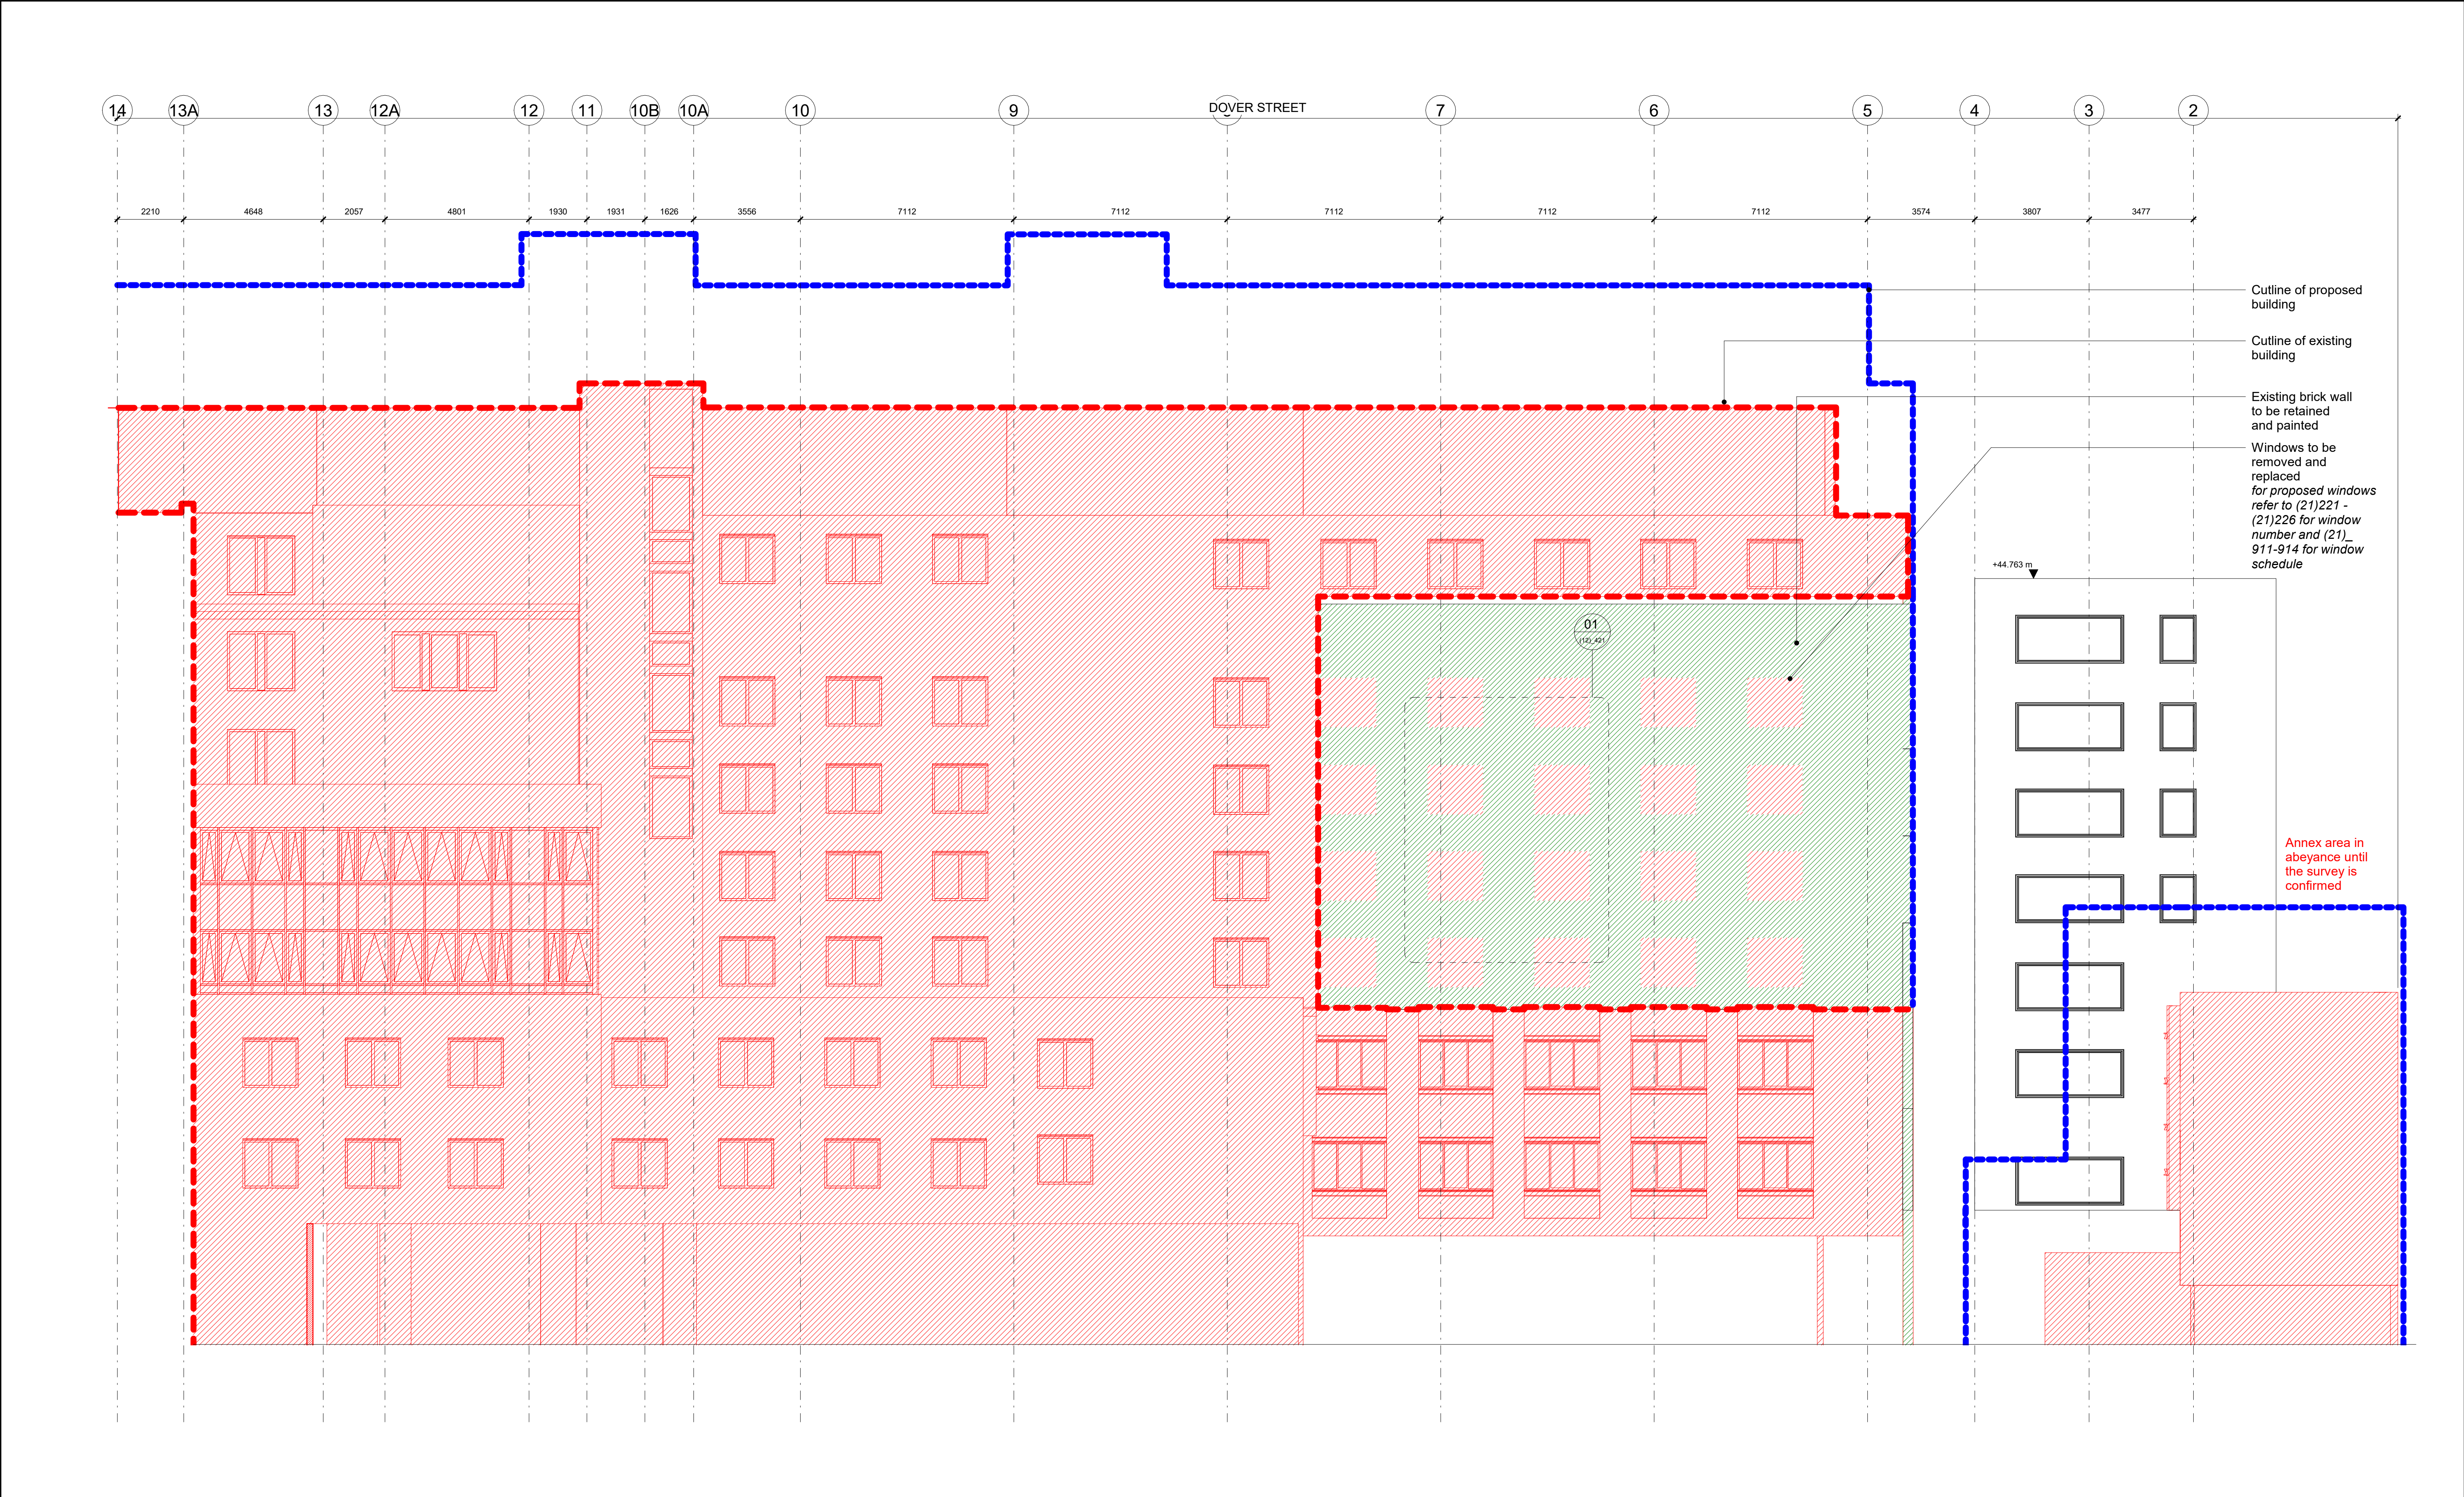 DOVER STREET
14
13A
13
12A
12
11
10B
10A
10
9
7
6
5
4
3
2
2210
4648
2057
4801
1930
1931
1626
3556
7112
7112
7112
7112
7112
3574
3807
3477
Cutline of proposed
building
Cutline of existing
building
Existing brick wall
to be retained
and painted
Windows to be
removed and
replaced
for proposed windows
refer to (21)221 -
(21)226 for window
number and (21)_
911-914 for window
schedule
+44.763 m
01
(12)_421
Annex area in
abeyance until
the survey is
confirmed